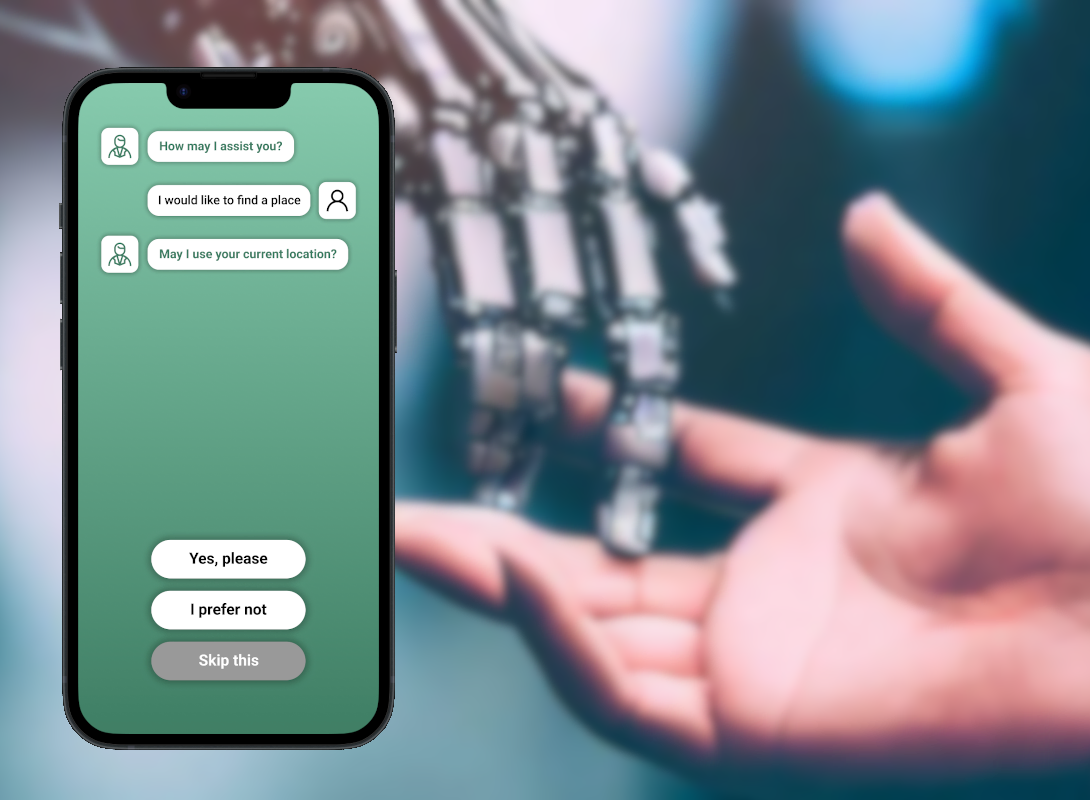 How may I assist you?
I would like to find a place
May I use your current location?
Yes, please
I prefer not
Skip this